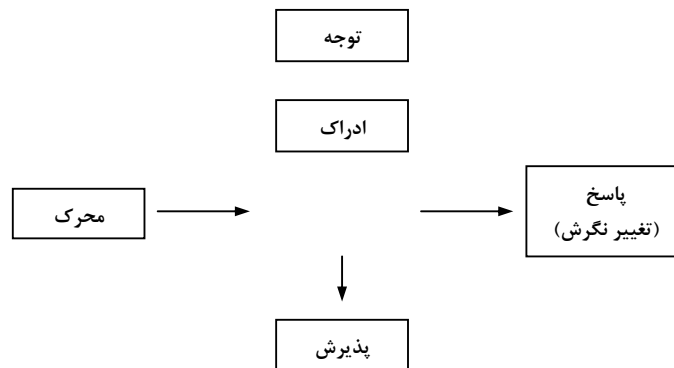 توجه
ادراک
محرک
پاسخ
(تغییر نگرش)
پذیرش